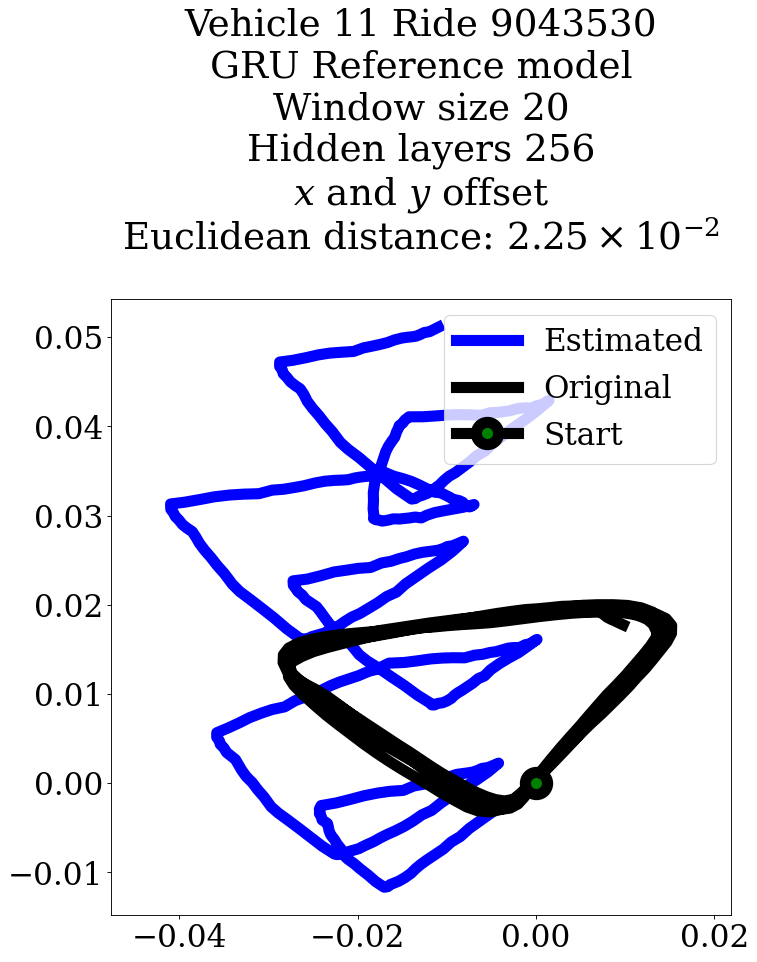 Vehicle 11 Ride 9043530
GRU Reference model
Window size 20
Hidden layers 256
x and y offset
Euclidean distance: 2.25 × 10⁻²
Estimated
Original
Start
0.05
0.04
0.03
0.02
0.01
0.00
−0.01
−0.04
−0.02
0.00
0.02